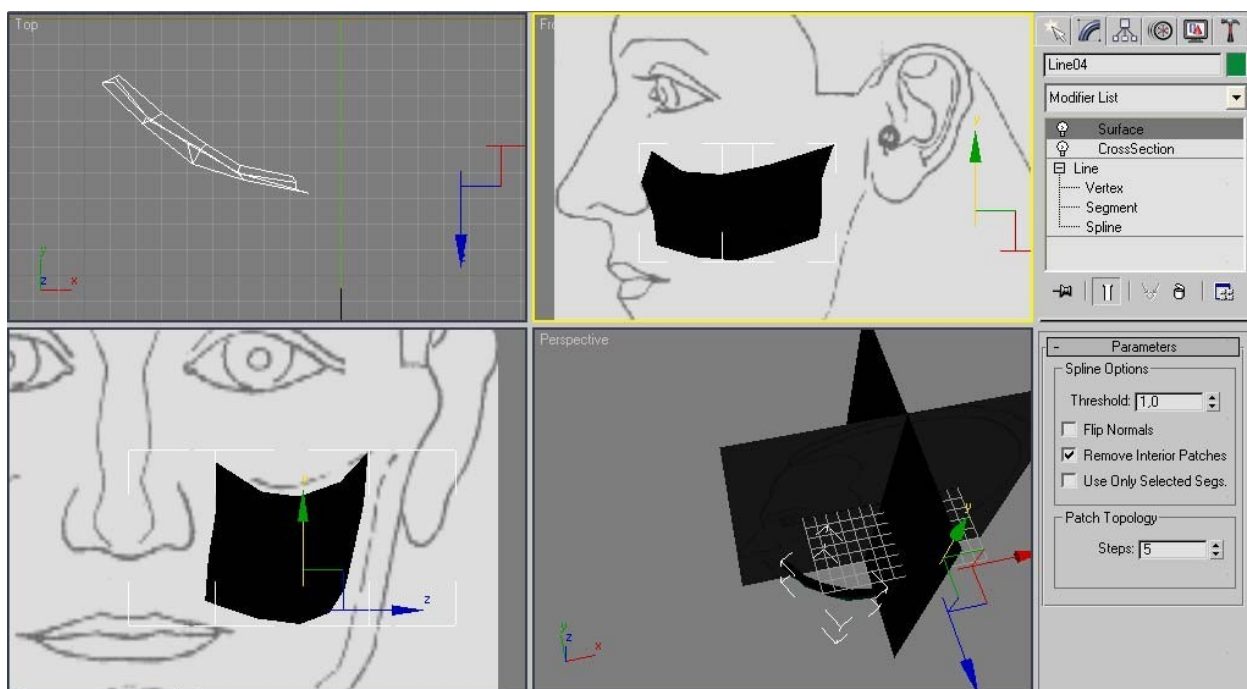 Top
Fro
Line04
Modifier List
Surface
CrossSection
Line
Vertex
Segment
Spline
y
y
z x
z
Perspective
y
z
x
- Parameters
Spline Options
Threshold: 1,0
Flip Normals
Remove Interior Patches
Use Only Selected Segs.
Patch Topology
Steps: 5